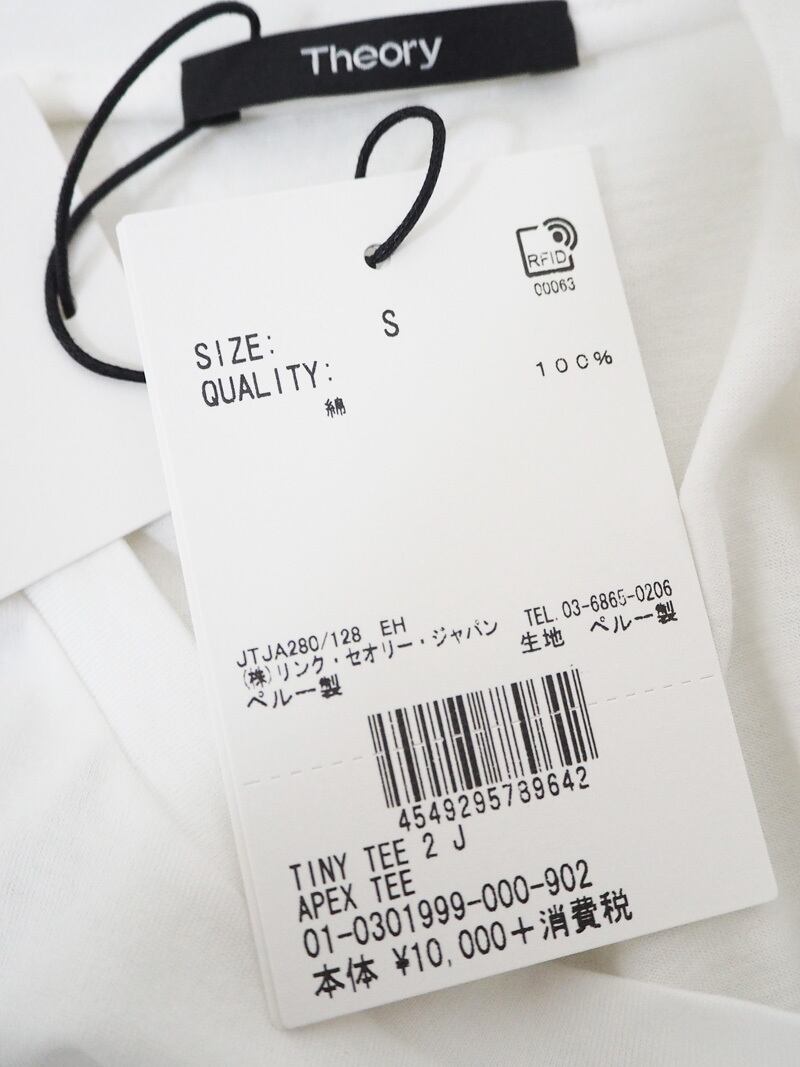 Theory
RFID
00063
SIZE: S
QUALITY:
綿 100%
JTJA280/128 EH TEL. 03-6865-0206
(株)リンク・セオリー・ジャパン 生地 ペルー製
ペルー製
4549295789642
TINY TEE 2 J
APEX TEE
01-0301999-000-902
本体 ¥10,000+消費税